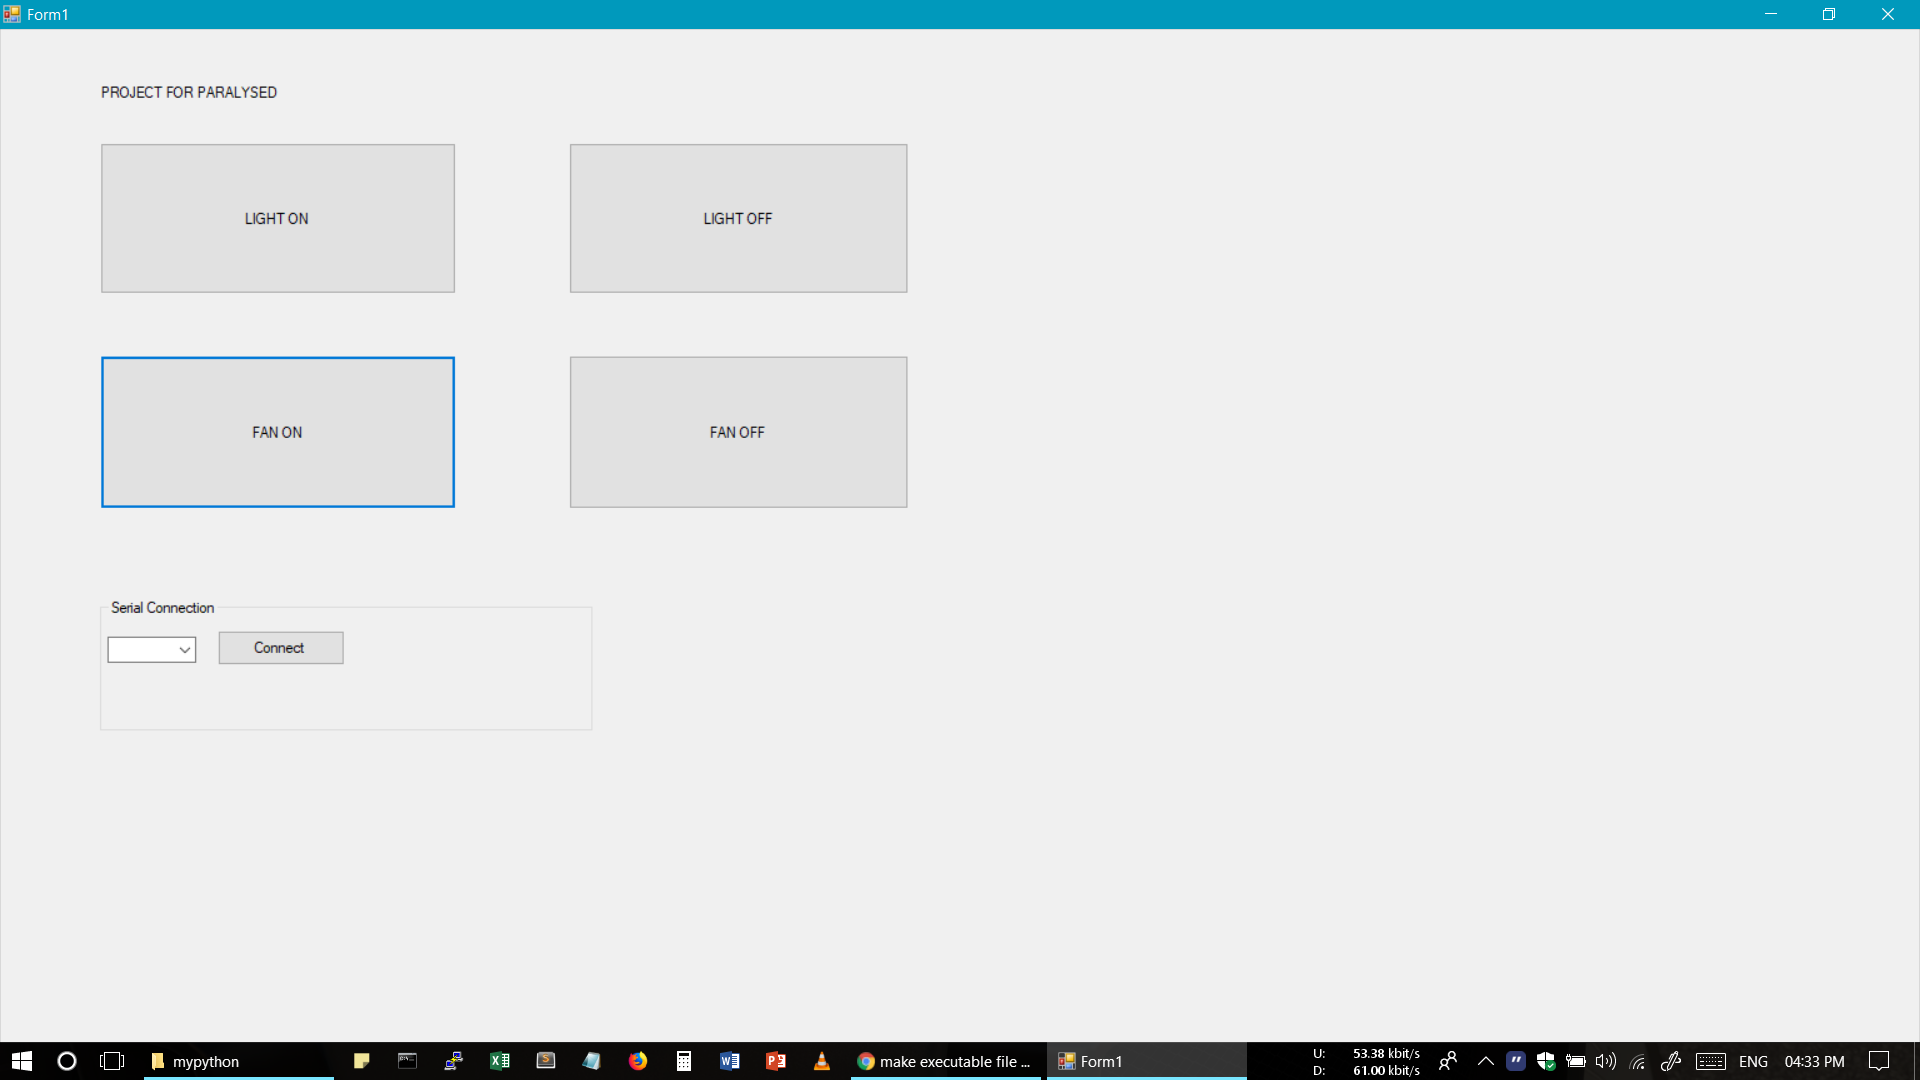 Form1
PROJECT FOR PARALYSED
LIGHT ON
LIGHT OFF
FAN ON
FAN OFF
Serial Connection
Connect
mypython
make executable file ...
Form1
U: 53.38 kbit/s
D: 61.00 kbit/s
ENG
04:33 PM